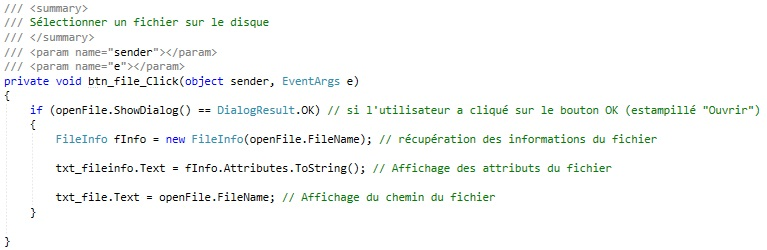 /// <summary>
/// Sélectionner un fichier sur le disque
/// </summary>
/// <param name="sender"></param>
/// <param name="e"></param>
private void btn_file_Click(object sender, EventArgs e)
{
if (openFile.ShowDialog() == DialogResult.OK) // si l'utilisateur a cliqué sur le bouton OK (estampillé "Ouvrir")
{
FileInfo fInfo = new FileInfo(openFile.FileName); // récupération des informations du fichier
txt_fileinfo.Text = fInfo.Attributes.ToString(); // Affichage des attributs du fichier
txt_file.Text = openFile.FileName; // Affichage du chemin du fichier
}
}